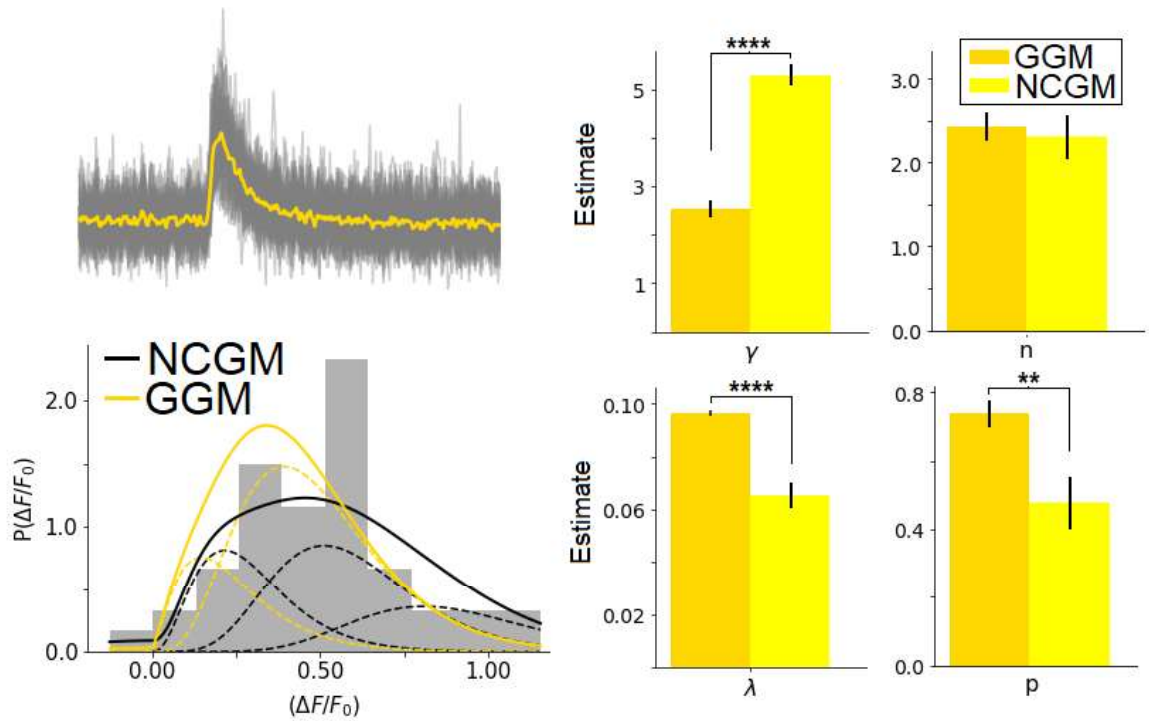 ****
5
3
1
Estimate
γ
GGM
NCGM
3.0
2.0
1.0
0.0
n
NCGM
GGM
2.0
1.0
0.0
P(ΔF/F₀)
0.00
0.50
1.00
(ΔF/F₀)
****
0.10
0.06
0.02
Estimate
λ
**
0.8
0.4
0.0
p